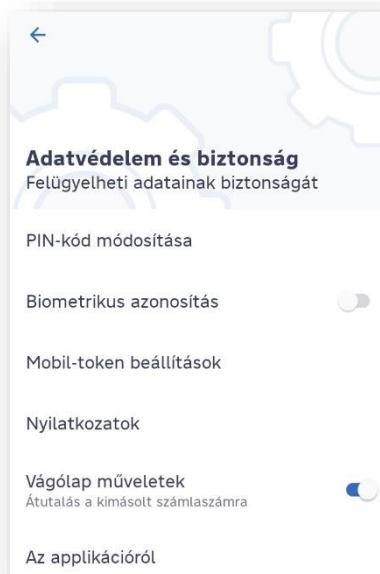 Adatvédelem és biztonság
Felügyelheti adatainak biztonságát
PIN-kód módosítása
Biometrikus azonosítás
Mobil-token beállítások
Nyilatkozatok
Vágólap műveletek
Átutalás a kimásolt számlaszámra
Az applikációról